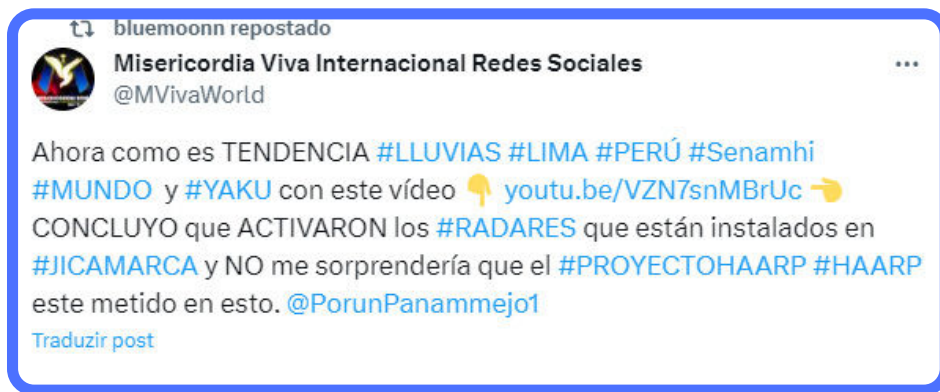 bluemoonn repostado
Misericordia Viva Internacional Redes Sociales
@MVivaWorld
Ahora como es TENDENCIA #LLUVIAS #LIMA #PERÚ #Senamhi
#MUNDO y #YAKU con este vídeo 👇 youtu.be/VZN7snMBrUc 👈
CONCLUYO que ACTIVARON los #RADARES que están instalados en
#JICAMARCA y NO me sorprendería que el #PROYECTOHAARP #HAARP
este metido en esto. @PorunPanammejo1
Traduzir post